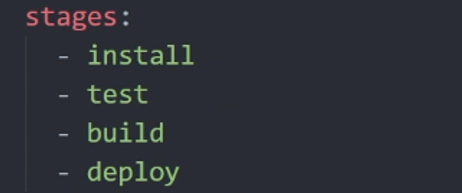 stages:
- install
- test
- build
- deploy